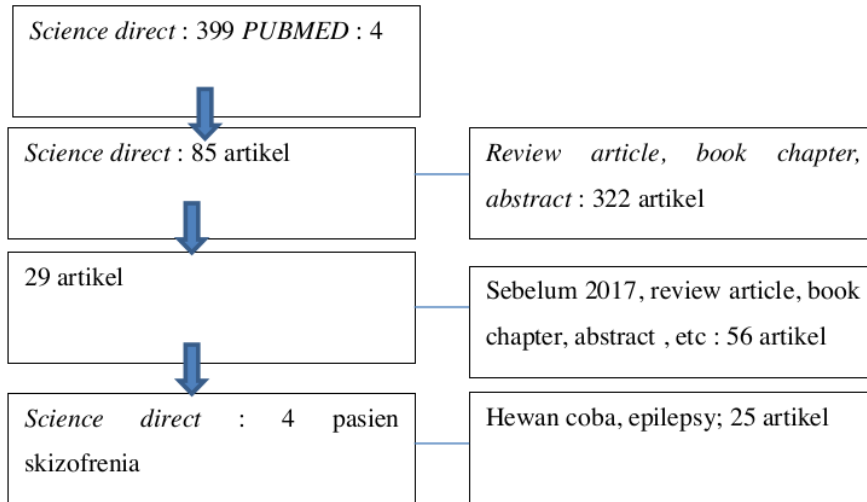 Science direct : 399 PUBMED : 4
Science direct : 85 artikel
Review article, book chapter,
abstract : 322 artikel
29 artikel
Sebelum 2017, review article, book
chapter, abstract , etc : 56 artikel
Science direct : 4 pasien
skizofrenia
Hewan coba, epilepsy; 25 artikel